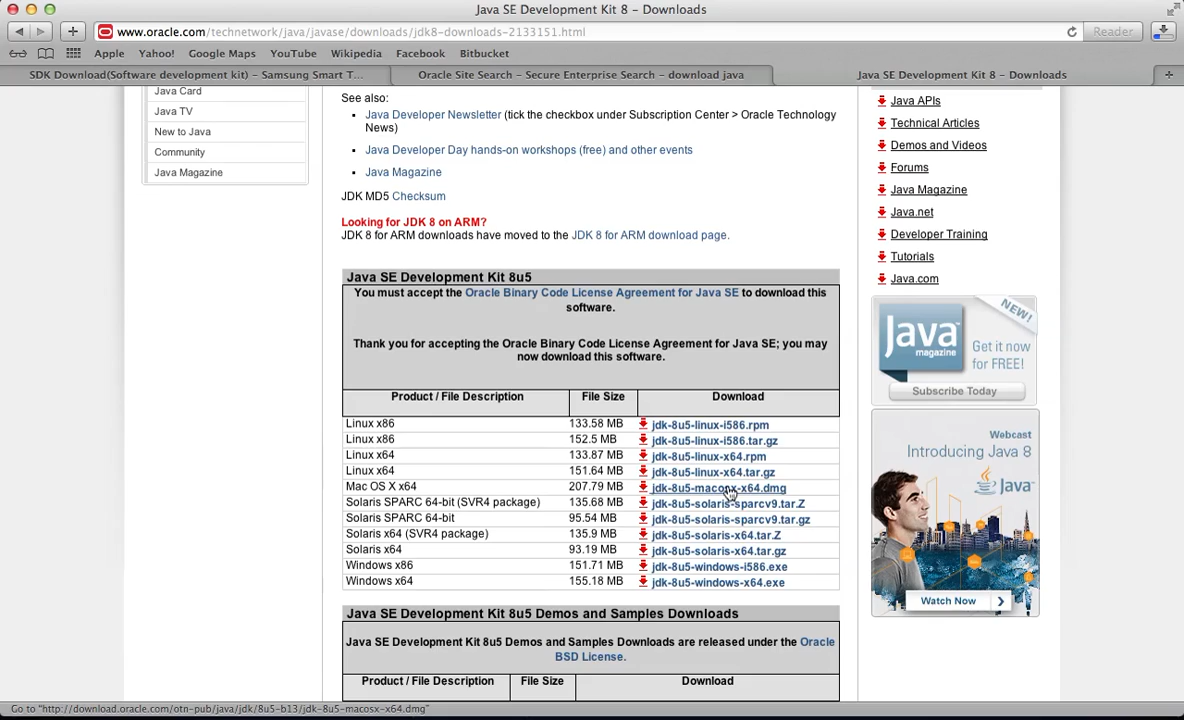 Java SE Development Kit 8 – Downloads
www.oracle.com/technetwork/java/javase/downloads/jdk8-downloads-2133151.html
Reader
Apple Yahoo! Google Maps YouTube Wikipedia Facebook Bitbucket
SDK Download(Software development kit) – Samsung Smart T...
Oracle Site Search – Secure Enterprise Search – download java
Java SE Development Kit 8 – Downloads
Java Card
Java TV
New to Java
Community
Java Magazine
See also:
Java Developer Newsletter (tick the checkbox under Subscription Center > Oracle Technology
News)
Java Developer Day hands-on workshops (free) and other events
Java Magazine
JDK MD5 Checksum
Looking for JDK 8 on ARM?
JDK 8 for ARM downloads have moved to the JDK 8 for ARM download page.
Java SE Development Kit 8u5
You must accept the Oracle Binary Code License Agreement for Java SE to download this
software.
Thank you for accepting the Oracle Binary Code License Agreement for Java SE; you may
now download this software.
Product / File Description File Size Download
Linux x86 133.58 MB jdk-8u5-linux-i586.rpm
Linux x86 152.5 MB jdk-8u5-linux-i586.tar.gz
Linux x64 133.87 MB jdk-8u5-linux-x64.rpm
Linux x64 151.64 MB jdk-8u5-linux-x64.tar.gz
Mac OS X x64 207.79 MB jdk-8u5-macosx-x64.dmg
Solaris SPARC 64-bit (SVR4 package) 135.68 MB jdk-8u5-solaris-sparcv9.tar.Z
Solaris SPARC 64-bit 95.54 MB jdk-8u5-solaris-sparcv9.tar.gz
Solaris x64 (SVR4 package) 135.9 MB jdk-8u5-solaris-x64.tar.Z
Solaris x64 93.19 MB jdk-8u5-solaris-x64.tar.gz
Windows x86 151.71 MB jdk-8u5-windows-i586.exe
Windows x64 155.18 MB jdk-8u5-windows-x64.exe
Java SE Development Kit 8u5 Demos and Samples Downloads
Java SE Development Kit 8u5 Demos and Samples Downloads are released under the Oracle
BSD License.
Product / File Description File Size Download
Java APIs
Technical Articles
Demos and Videos
Forums
Java Magazine
Java.net
Developer Training
Tutorials
Java.com
NEW!
Java
magazine
Get it now
for FREE!
Subscribe Today
Webcast
Introducing Java 8
Java
Watch Now
Go to "http://download.oracle.com/otn-pub/java/jdk/8u5-b13/jdk-8u5-macosx-x64.dmg"